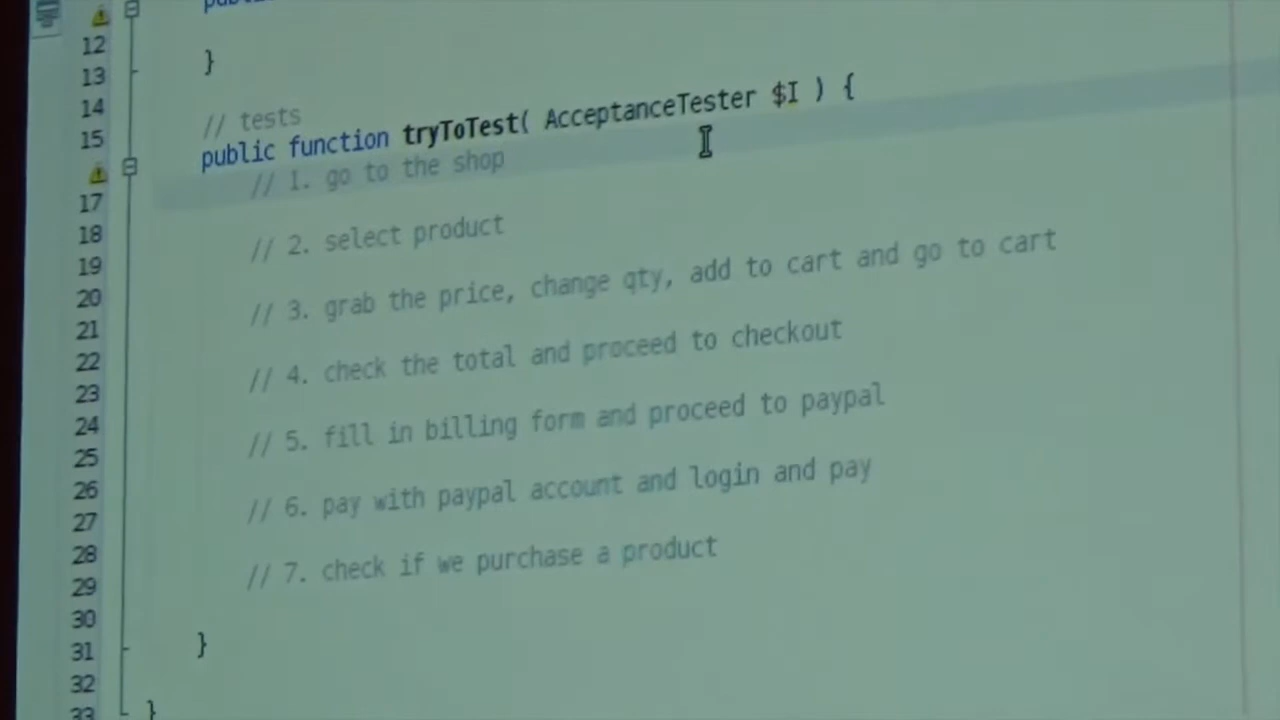 12
13 }
14
15 // tests
public function tryToTest( AcceptanceTester $I ) {
17 // 1. go to the shop
18
19 // 2. select product
20
21 // 3. grab the price, change qty, add to cart and go to cart
22
23 // 4. check the total and proceed to checkout
24
25 // 5. fill in billing form and proceed to paypal
26
27 // 6. pay with paypal account and login and pay
28
29 // 7. check if we purchase a product
30
31 }
32
33 }